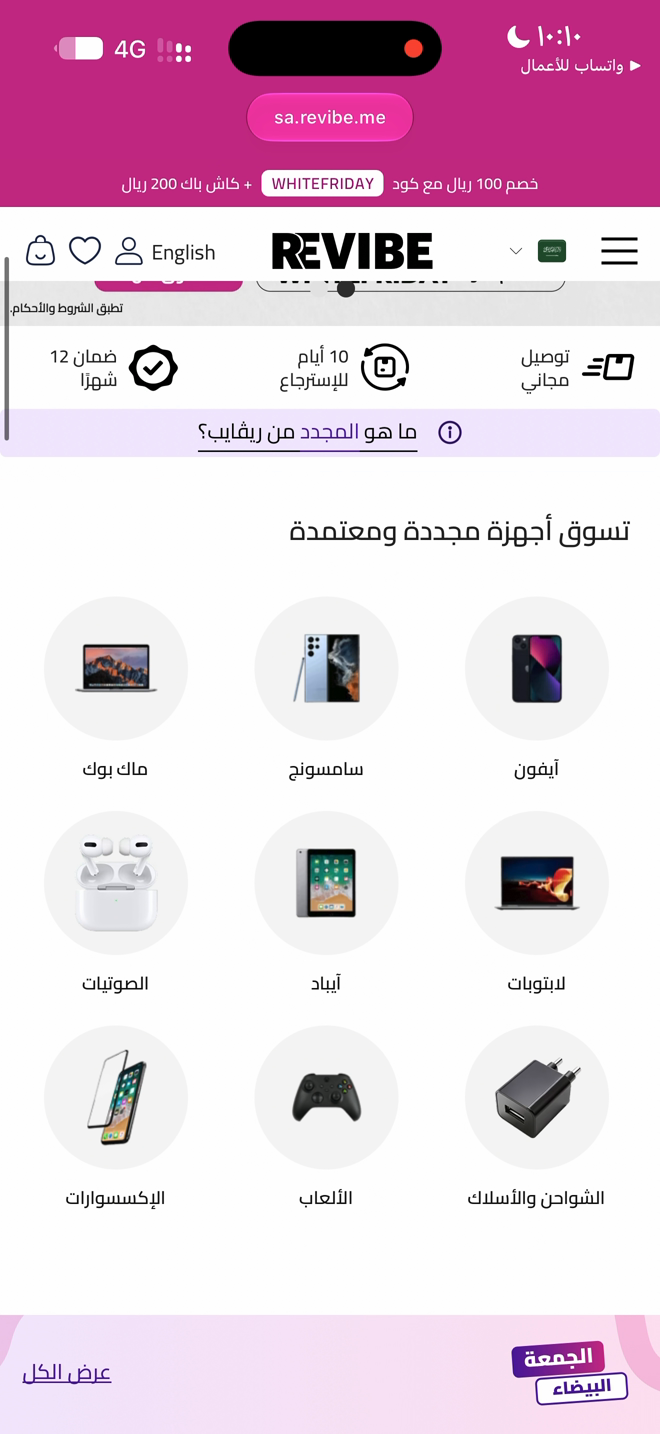 ١٠:١٠
4G
◀ واتساب للأعمال
sa.revibe.me
خصم 100 ريال مع كود WHITEFRIDAY + كاش باك 200 ريال
REVIBE
English
تطبق الشروط والأحكام.
توصيل
مجاني
10 أيام
للإسترجاع
ضمان 12
شهرًا
ما هو المجدد من ريڤايب؟
تسوق أجهزة مجددة ومعتمدة
آيفون
سامسونج
ماك بوك
لابتوبات
آيباد
الصوتيات
الشواحن والأسلاك
الألعاب
الإكسسوارات
الجمعة
البيضاء
عرض الكل